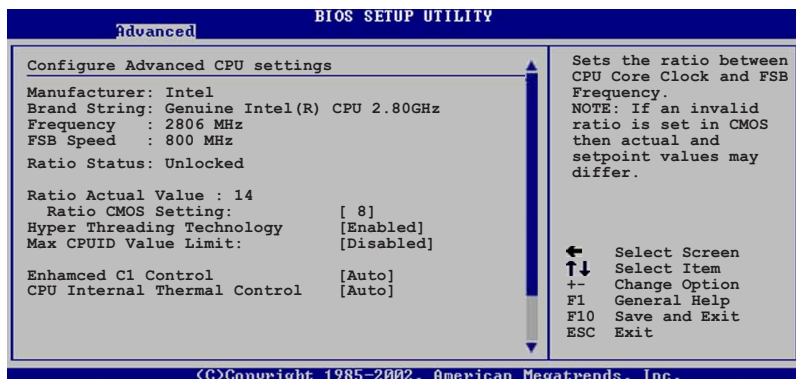 BIOS SETUP UTILITY
Advanced
Configure Advanced CPU settings
Manufacturer: Intel
Brand String: Genuine Intel(R) CPU 2.80GHz
Frequency   : 2806 MHz
FSB Speed   : 800 MHz
Ratio Status: Unlocked
Ratio Actual Value : 14
Ratio CMOS Setting: [ 8]
Hyper Threading Technology [Enabled]
Max CPUID Value Limit: [Disabled]
Enhamced C1 Control [Auto]
CPU Internal Thermal Control [Auto]
Sets the ratio between
CPU Core Clock and FSB
Frequency.
NOTE: If an invalid
ratio is set in CMOS
then actual and
setpoint values may
differ.
← Select Screen
↑↓ Select Item
+- Change Option
F1 General Help
F10 Save and Exit
ESC Exit
(C)Copyright 1985-2002, American Megatrends, Inc.